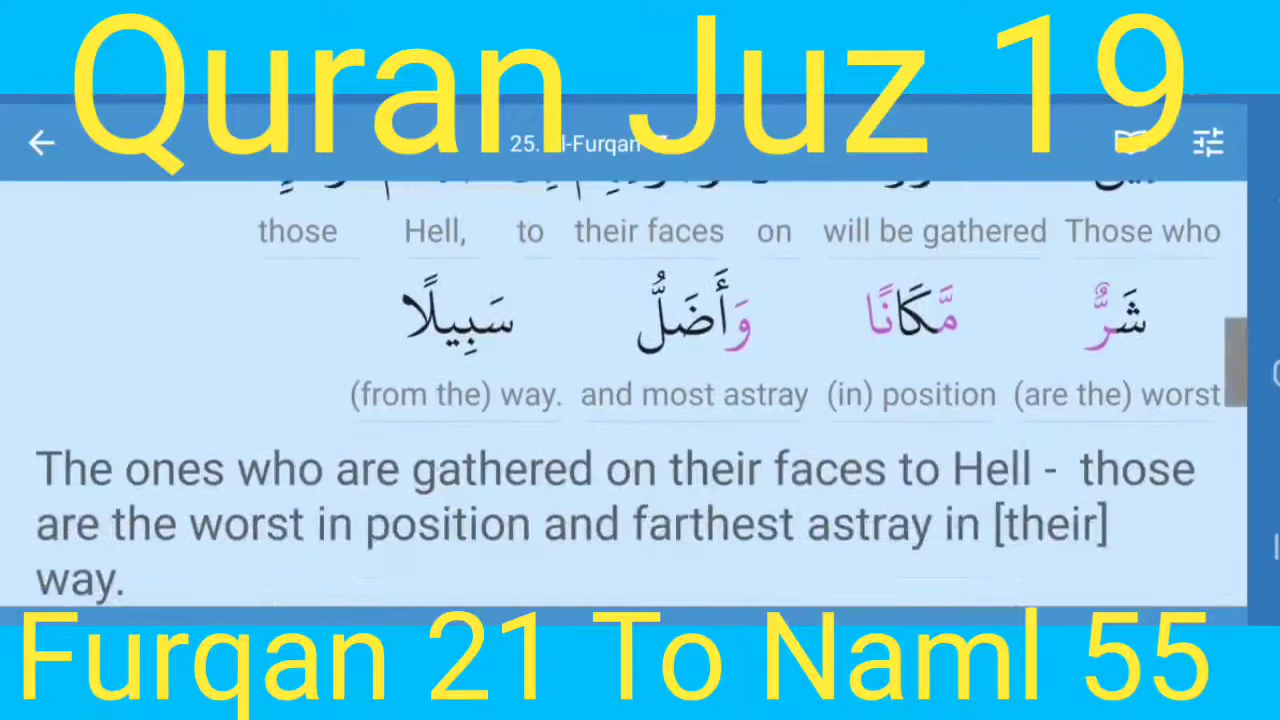 Quran Juz 19
those Hell, to their faces on will be gathered Those who
شَرٌّ مَّكَانًا وَأَضَلُّ سَبِيلًا
(from the) way. and most astray (in) position (are the) worst
The ones who are gathered on their faces to Hell - those
are the worst in position and farthest astray in [their]
way.
Furqan 21 To Naml 55